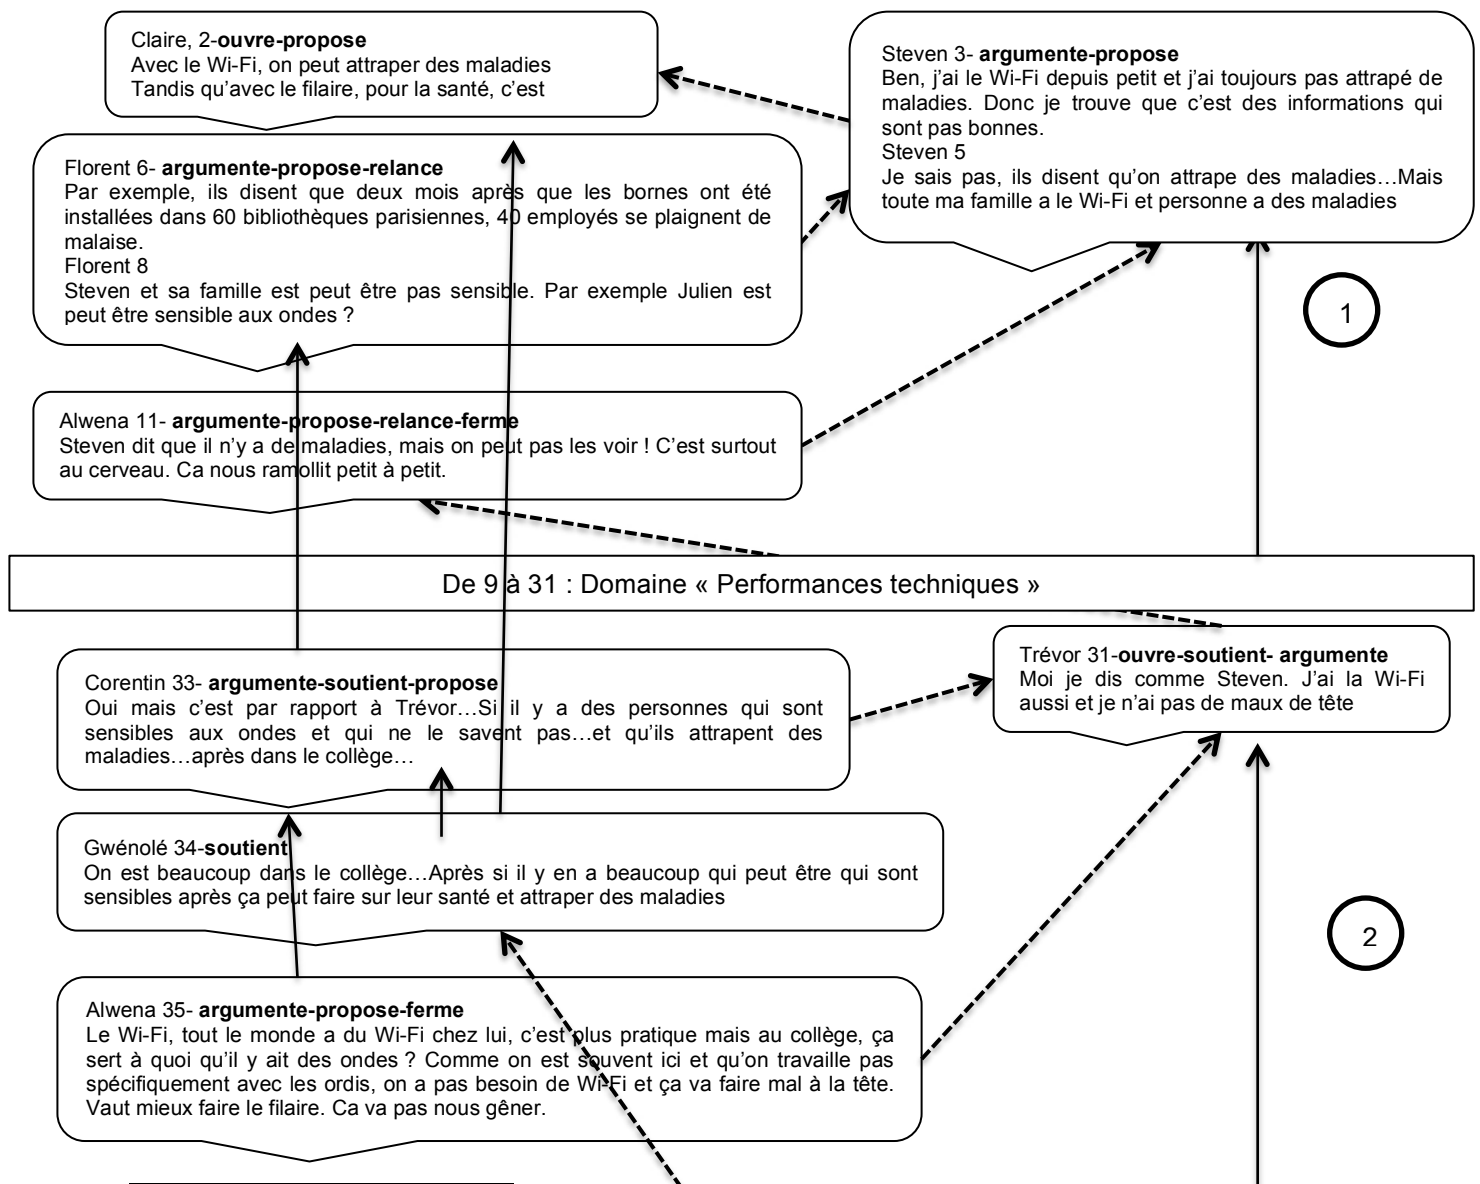 Claire, 2-ouvre-propose
Avec le Wi-Fi, on peut attraper des maladies
Tandis qu’avec le filaire, pour la santé, c’est
Steven 3- argumente-propose
Ben, j’ai le Wi-Fi depuis petit et j’ai toujours pas attrapé de
maladies. Donc je trouve que c’est des informations qui
sont pas bonnes.
Steven 5
Je sais pas, ils disent qu’on attrape des maladies…Mais
toute ma famille a le Wi-Fi et personne a des maladies
Florent 6- argumente-propose-relance
Par exemple, ils disent que deux mois après que les bornes ont été
installées dans 60 bibliothèques parisiennes, 40 employés se plaignent de
malaise.
Florent 8
Steven et sa famille est peut être pas sensible. Par exemple Julien est
peut être sensible aux ondes ?
1
Alwena 11- argumente-propose-relance-ferme
Steven dit que il n’y a de maladies, mais on peut pas les voir ! C’est surtout
au cerveau. Ca nous ramollit petit à petit.
De 9 à 31 : Domaine « Performances techniques »
Trévor 31-ouvre-soutient- argumente
Moi je dis comme Steven. J’ai la Wi-Fi
aussi et je n’ai pas de maux de tête
Corentin 33- argumente-soutient-propose
Oui mais c’est par rapport à Trévor…Si il y a des personnes qui sont
sensibles aux ondes et qui ne le savent pas…et qu’ils attrapent des
maladies…après dans le collège…
Gwénolé 34-soutient
On est beaucoup dans le collège…Après si il y en a beaucoup qui peut être qui sont
sensibles après ça peut faire sur leur santé et attraper des maladies
2
Alwena 35- argumente-propose-ferme
Le Wi-Fi, tout le monde a du Wi-Fi chez lui, c’est plus pratique mais au collège, ça
sert à quoi qu’il y ait des ondes ? Comme on est souvent ici et qu’on travaille pas
spécifiquement avec les ordis, on a pas besoin de Wi-Fi et ça va faire mal à la tête.
Vaut mieux faire le filaire. Ca va pas nous gêner.